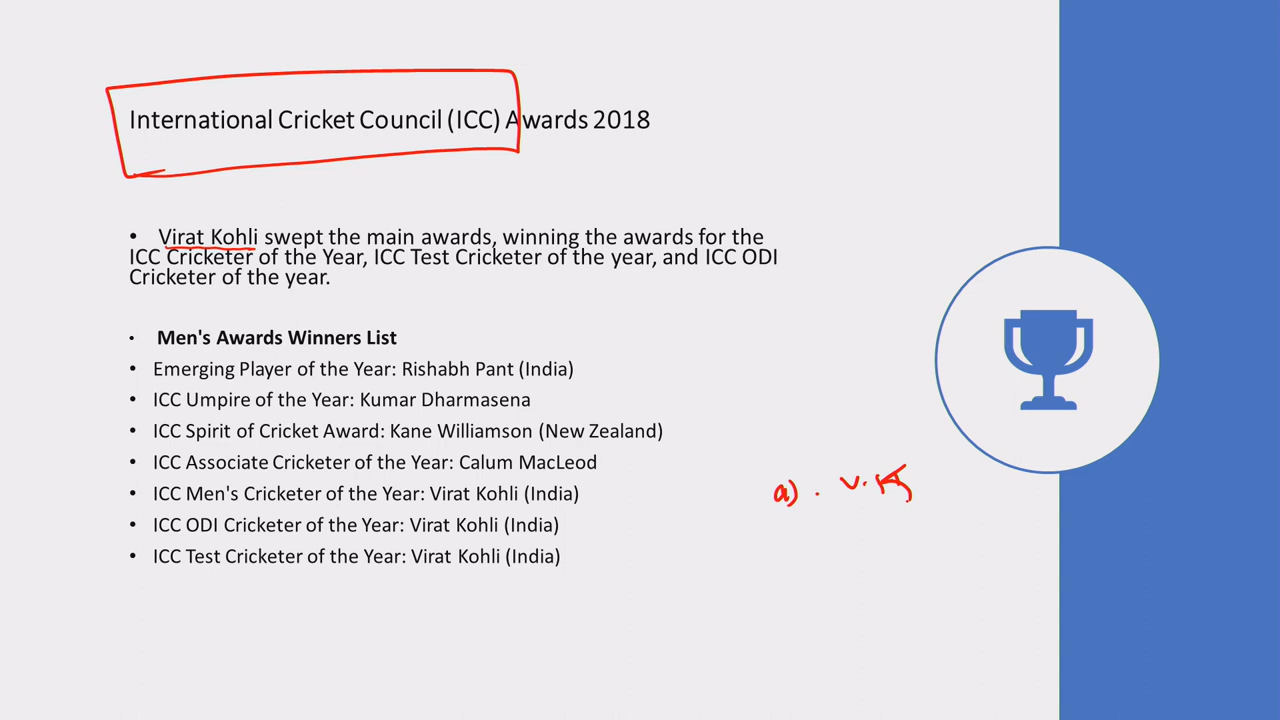 International Cricket Council (ICC) Awards 2018
• Virat Kohli swept the main awards, winning the awards for the
ICC Cricketer of the Year, ICC Test Cricketer of the year, and ICC ODI
Cricketer of the year.
• Men's Awards Winners List
• Emerging Player of the Year: Rishabh Pant (India)
• ICC Umpire of the Year: Kumar Dharmasena
• ICC Spirit of Cricket Award: Kane Williamson (New Zealand)
• ICC Associate Cricketer of the Year: Calum MacLeod
• ICC Men's Cricketer of the Year: Virat Kohli (India)
• ICC ODI Cricketer of the Year: Virat Kohli (India)
• ICC Test Cricketer of the Year: Virat Kohli (India)
a). V.K